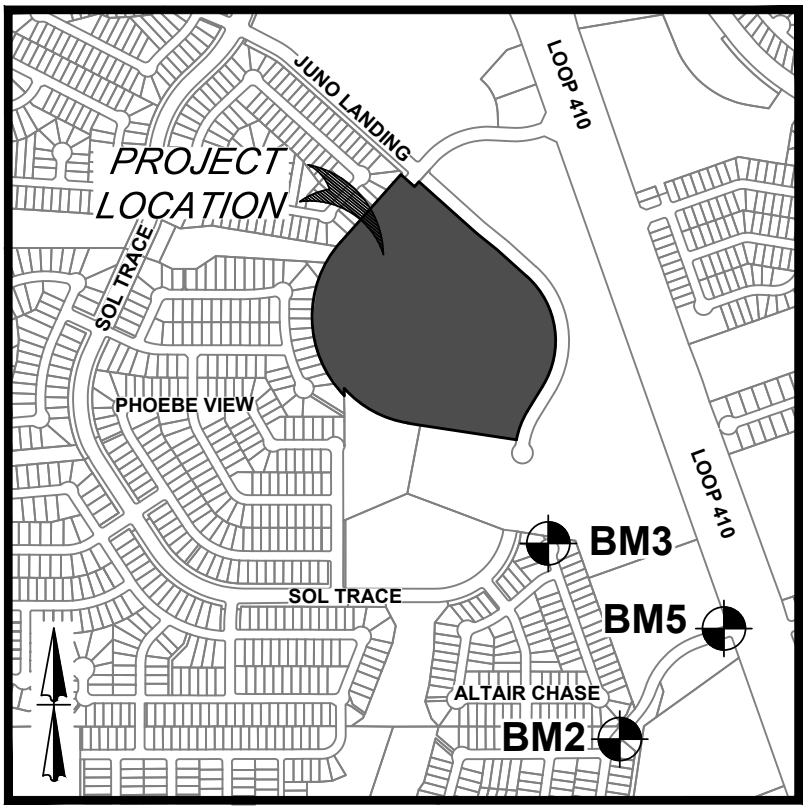 JUNO LANDING
LOOP 410
PROJECT
LOCATION
SOL TRACE
PHOEBE VIEW
LOOP 410
BM3
SOL TRACE
BM5
ALTAIR CHASE
BM2